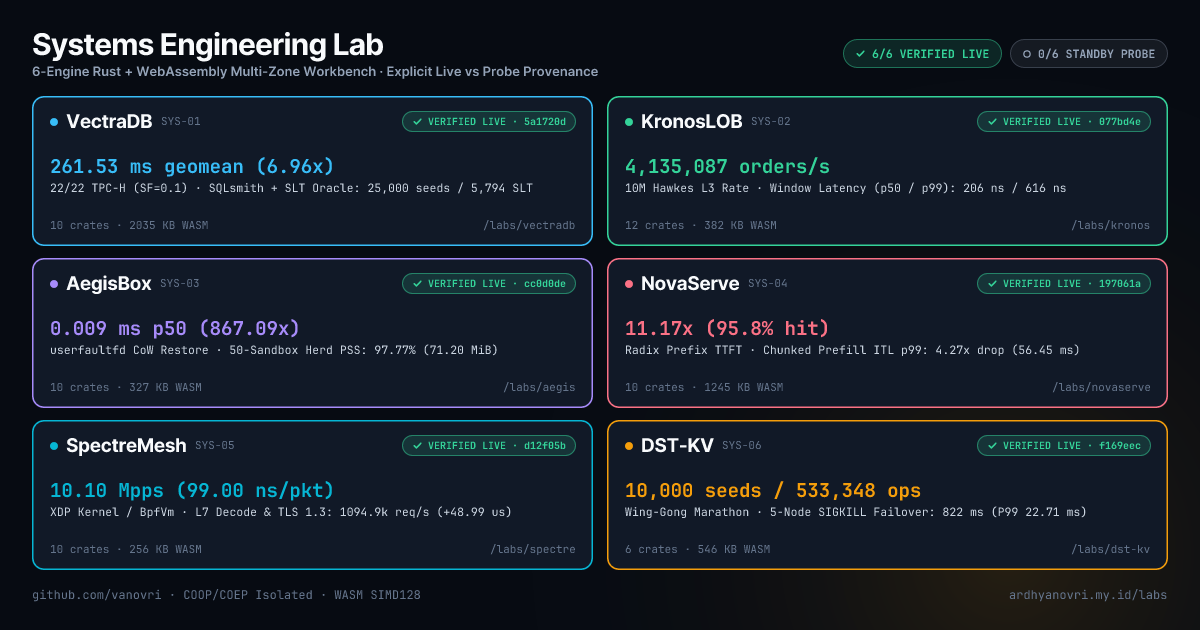 Systems Engineering Lab
6-Engine Rust + WebAssembly Multi-Zone Workbench · Explicit Live vs Probe Provenance
6/6 VERIFIED LIVE
0/6 STANDBY PROBE
VectraDB SYS-01
VERIFIED LIVE · 5a1720d
261.53 ms geomean (6.96x)
22/22 TPC-H (SF=0.1) · SQLsmith + SLT Oracle: 25,000 seeds / 5,794 SLT
10 crates · 2035 KB WASM
/labs/vectradb
KronosLOB SYS-02
VERIFIED LIVE · 077bd4e
4,135,087 orders/s
10M Hawkes L3 Rate · Window Latency (p50 / p99): 206 ns / 616 ns
12 crates · 382 KB WASM
/labs/kronos
AegisBox SYS-03
VERIFIED LIVE · cc0d0de
0.009 ms p50 (867.09x)
userfaultfd CoW Restore · 50-Sandbox Herd PSS: 97.77% (71.20 MiB)
10 crates · 327 KB WASM
/labs/aegis
NovaServe SYS-04
VERIFIED LIVE · 197061a
11.17x (95.8% hit)
Radix Prefix TTFT · Chunked Prefill ITL p99: 4.27x drop (56.45 ms)
10 crates · 1245 KB WASM
/labs/novaserve
SpectreMesh SYS-05
VERIFIED LIVE · d12f05b
10.10 Mpps (99.00 ns/pkt)
XDP Kernel / BpfVm · L7 Decode & TLS 1.3: 1094.9k req/s (+48.99 us)
10 crates · 256 KB WASM
/labs/spectre
DST-KV SYS-06
VERIFIED LIVE · f169eec
10,000 seeds / 533,348 ops
Wing-Gong Marathon · 5-Node SIGKILL Failover: 822 ms (P99 22.71 ms)
6 crates · 546 KB WASM
/labs/dst-kv
github.com/vanovri · COOP/COEP Isolated · WASM SIMD128
ardhyanovri.my.id/labs